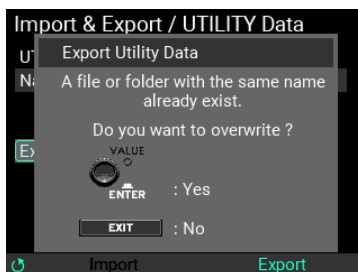 Import & Export / UTILITY Data
Export Utility Data
A file or folder with the same name
already exist.
Do you want to overwrite ?
VALUE
ENTER : Yes
EXIT : No
Import Export